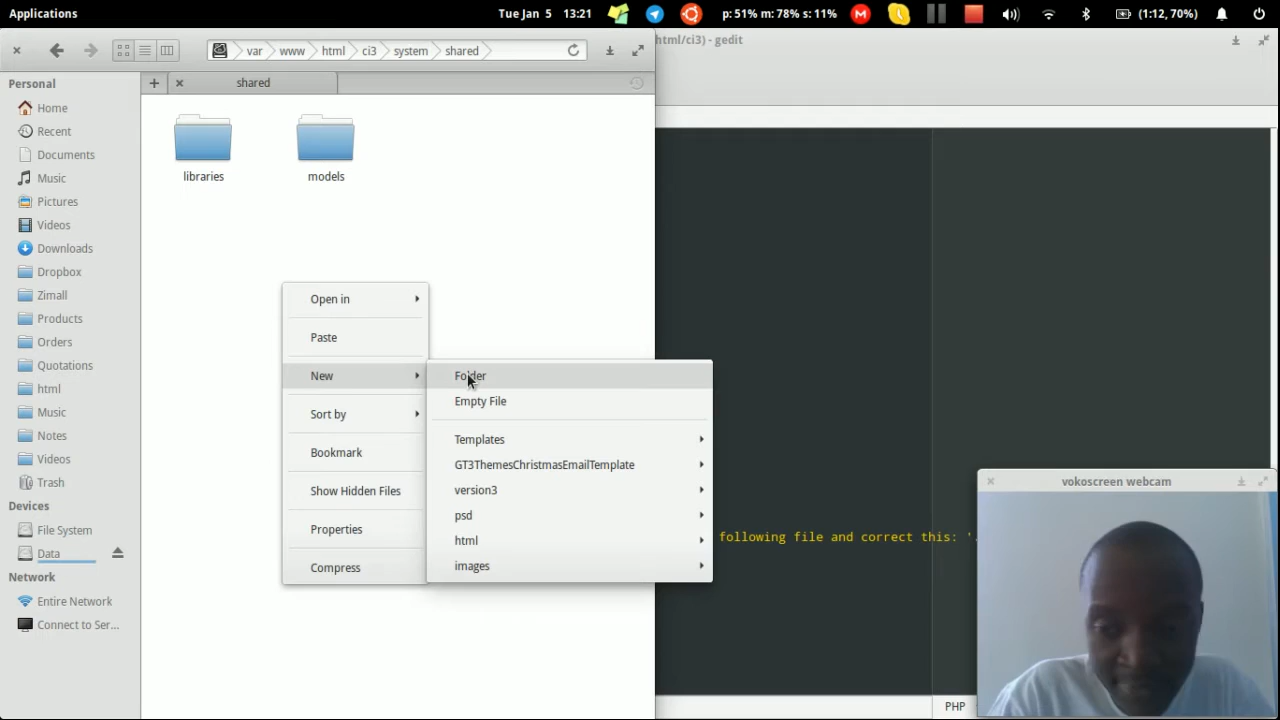 Applications
Tue Jan 5 13:21
p: 51% m: 78% s: 11%
M
(1:12, 70%)
var www html ci3 system shared
html/ci3) - gedit
shared
Personal
Home
Recent
Documents
Music
Pictures
Videos
Downloads
Dropbox
Zimall
Products
Orders
Quotations
html
Music
Notes
Videos
Trash
Devices
File System
Data
Network
Entire Network
Connect to Ser...
libraries
models
Open in
Paste
New
Sort by
Bookmark
Show Hidden Files
Properties
Compress
Folder
Empty File
Templates
GT3ThemesChristmasEmailTemplate
version3
psd
html
images
following file and correct this: '.
vokoscreen webcam
PHP